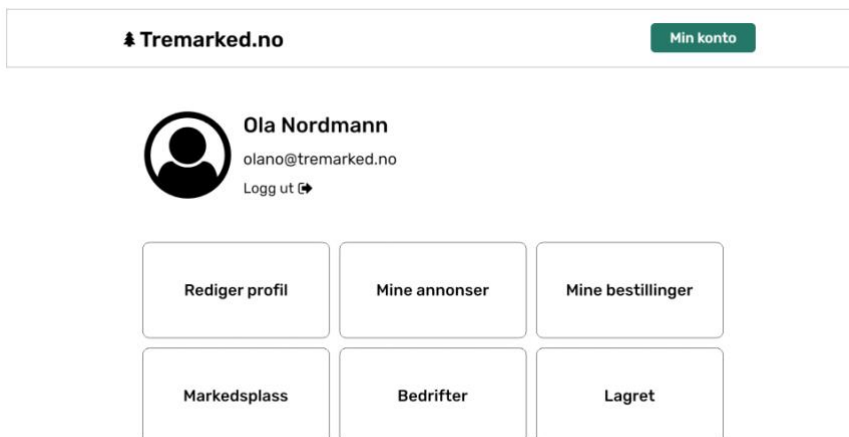 Tremarked.no
Min konto
Ola Nordmann
olano@tremarked.no
Logg ut
Rediger profil
Mine annonser
Mine bestillinger
Markedsplass
Bedrifter
Lagret